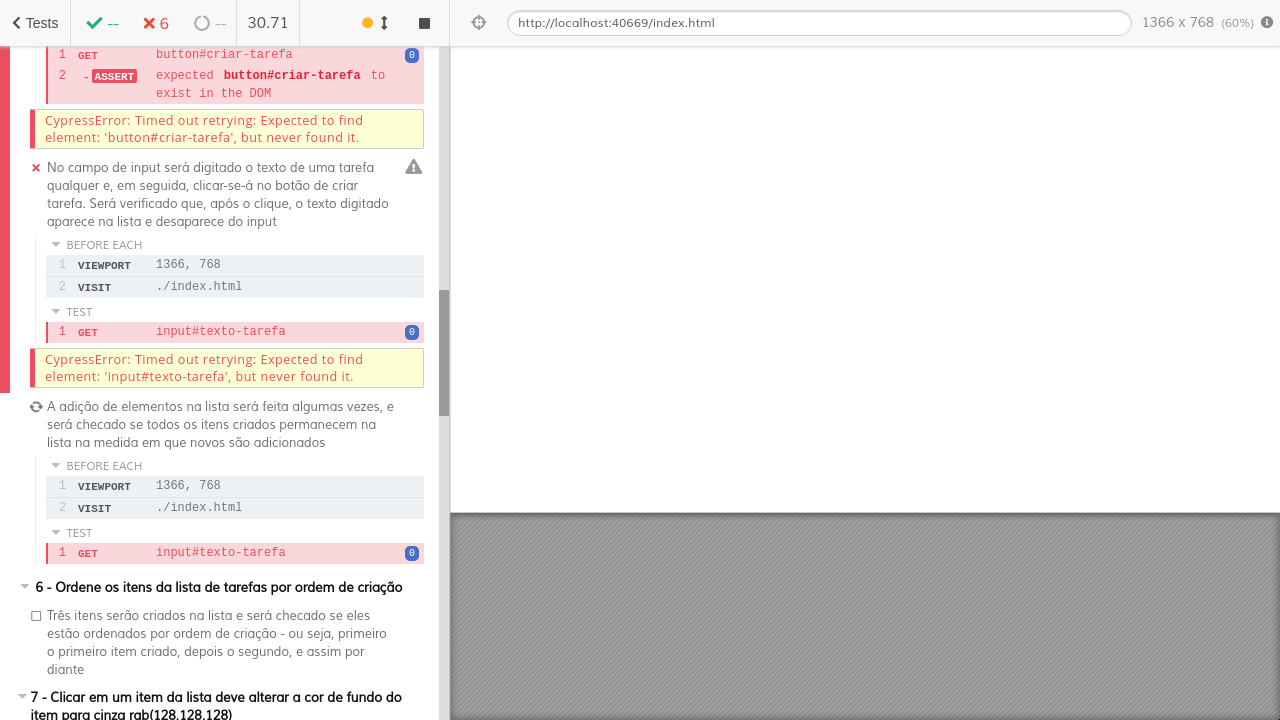 Tests
--
6
--
30.71
http://localhost:40669/index.html
1366 x 768 (60%)
1 GET button#criar-tarefa 0
2 -ASSERT expected button#criar-tarefa to
exist in the DOM
CypressError: Timed out retrying: Expected to find
element: 'button#criar-tarefa', but never found it.
No campo de input será digitado o texto de uma tarefa
qualquer e, em seguida, clicar-se-á no botão de criar
tarefa. Será verificado que, após o clique, o texto digitado
aparece na lista e desaparece do input
BEFORE EACH
1 VIEWPORT 1366, 768
2 VISIT ./index.html
TEST
1 GET input#texto-tarefa 0
CypressError: Timed out retrying: Expected to find
element: 'input#texto-tarefa', but never found it.
A adição de elementos na lista será feita algumas vezes, e
será checado se todos os itens criados permanecem na
lista na medida em que novos são adicionados
BEFORE EACH
1 VIEWPORT 1366, 768
2 VISIT ./index.html
TEST
1 GET input#texto-tarefa 0
6 - Ordene os itens da lista de tarefas por ordem de criação
Três itens serão criados na lista e será checado se eles
estão ordenados por ordem de criação - ou seja, primeiro
o primeiro item criado, depois o segundo, e assim por
diante
7 - Clicar em um item da lista deve alterar a cor de fundo do
item para cinza rgb(128,128,128)